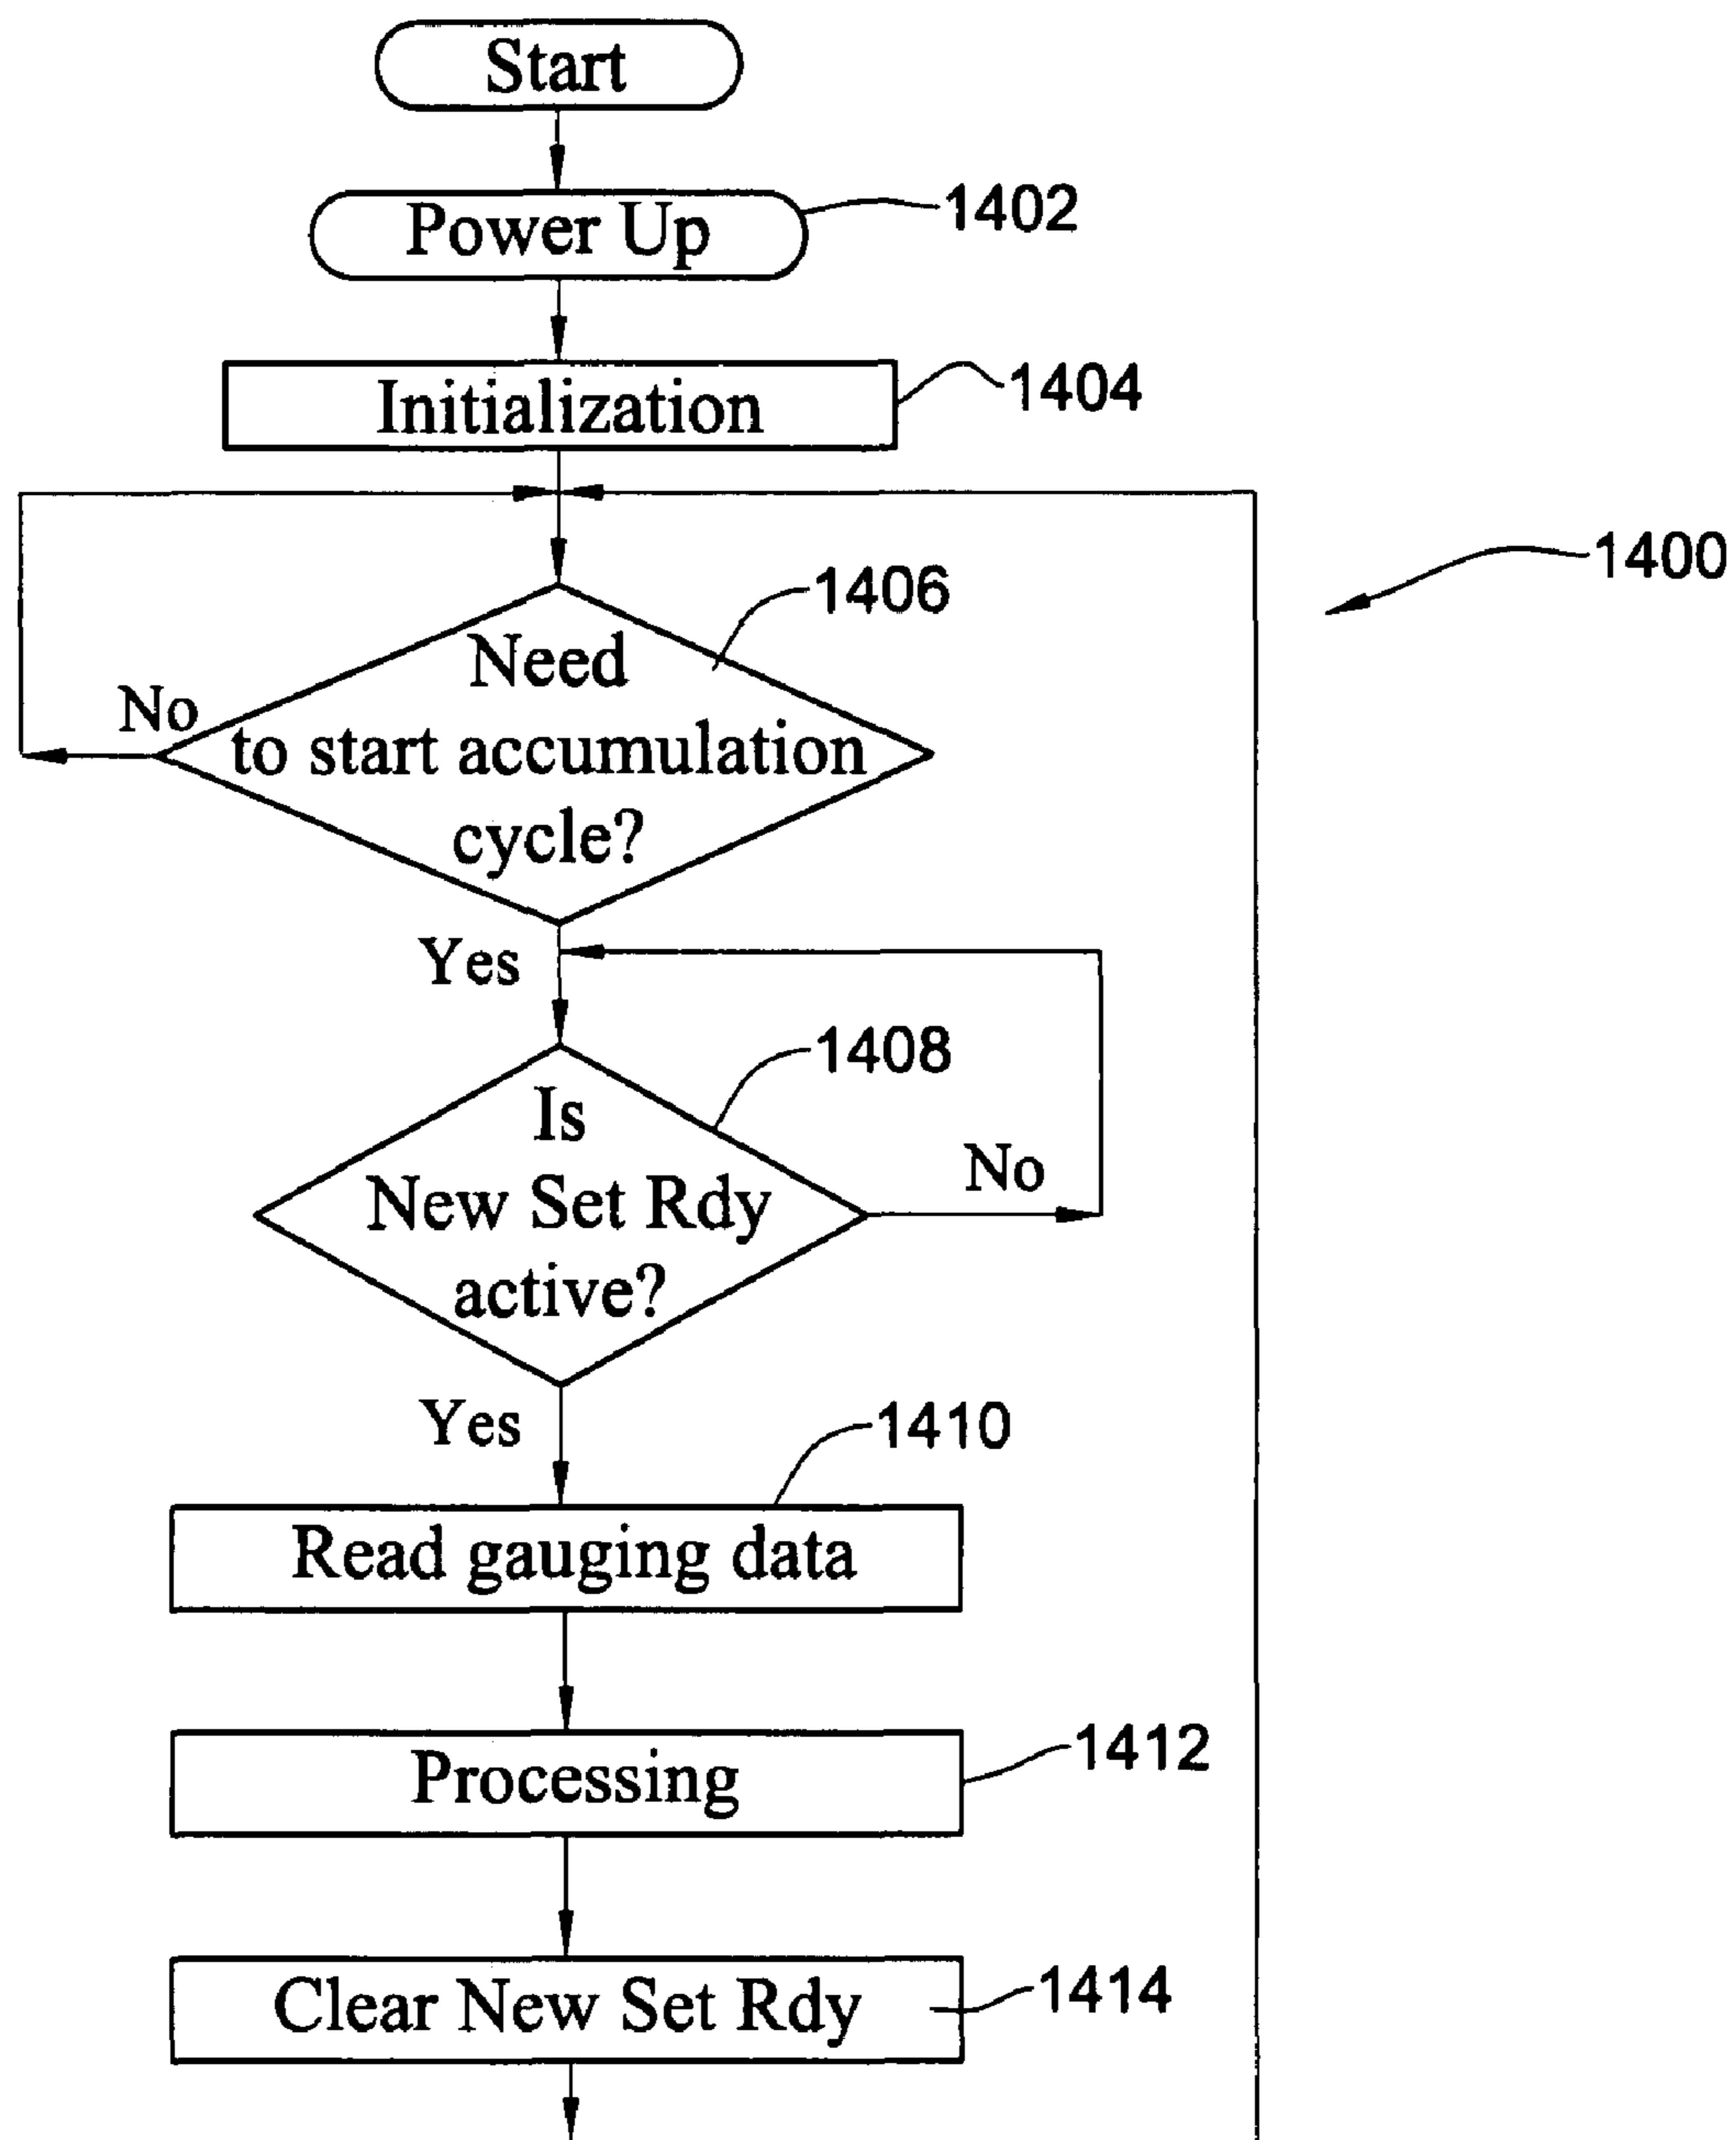 Start
Power Up
1402
Initialization
1404
1400
1406
Need
to start accumulation
cycle?
No
Yes
1408
Is
New Set Rdy
active?
No
Yes
1410
Read gauging data
Processing
1412
Clear New Set Rdy
1414